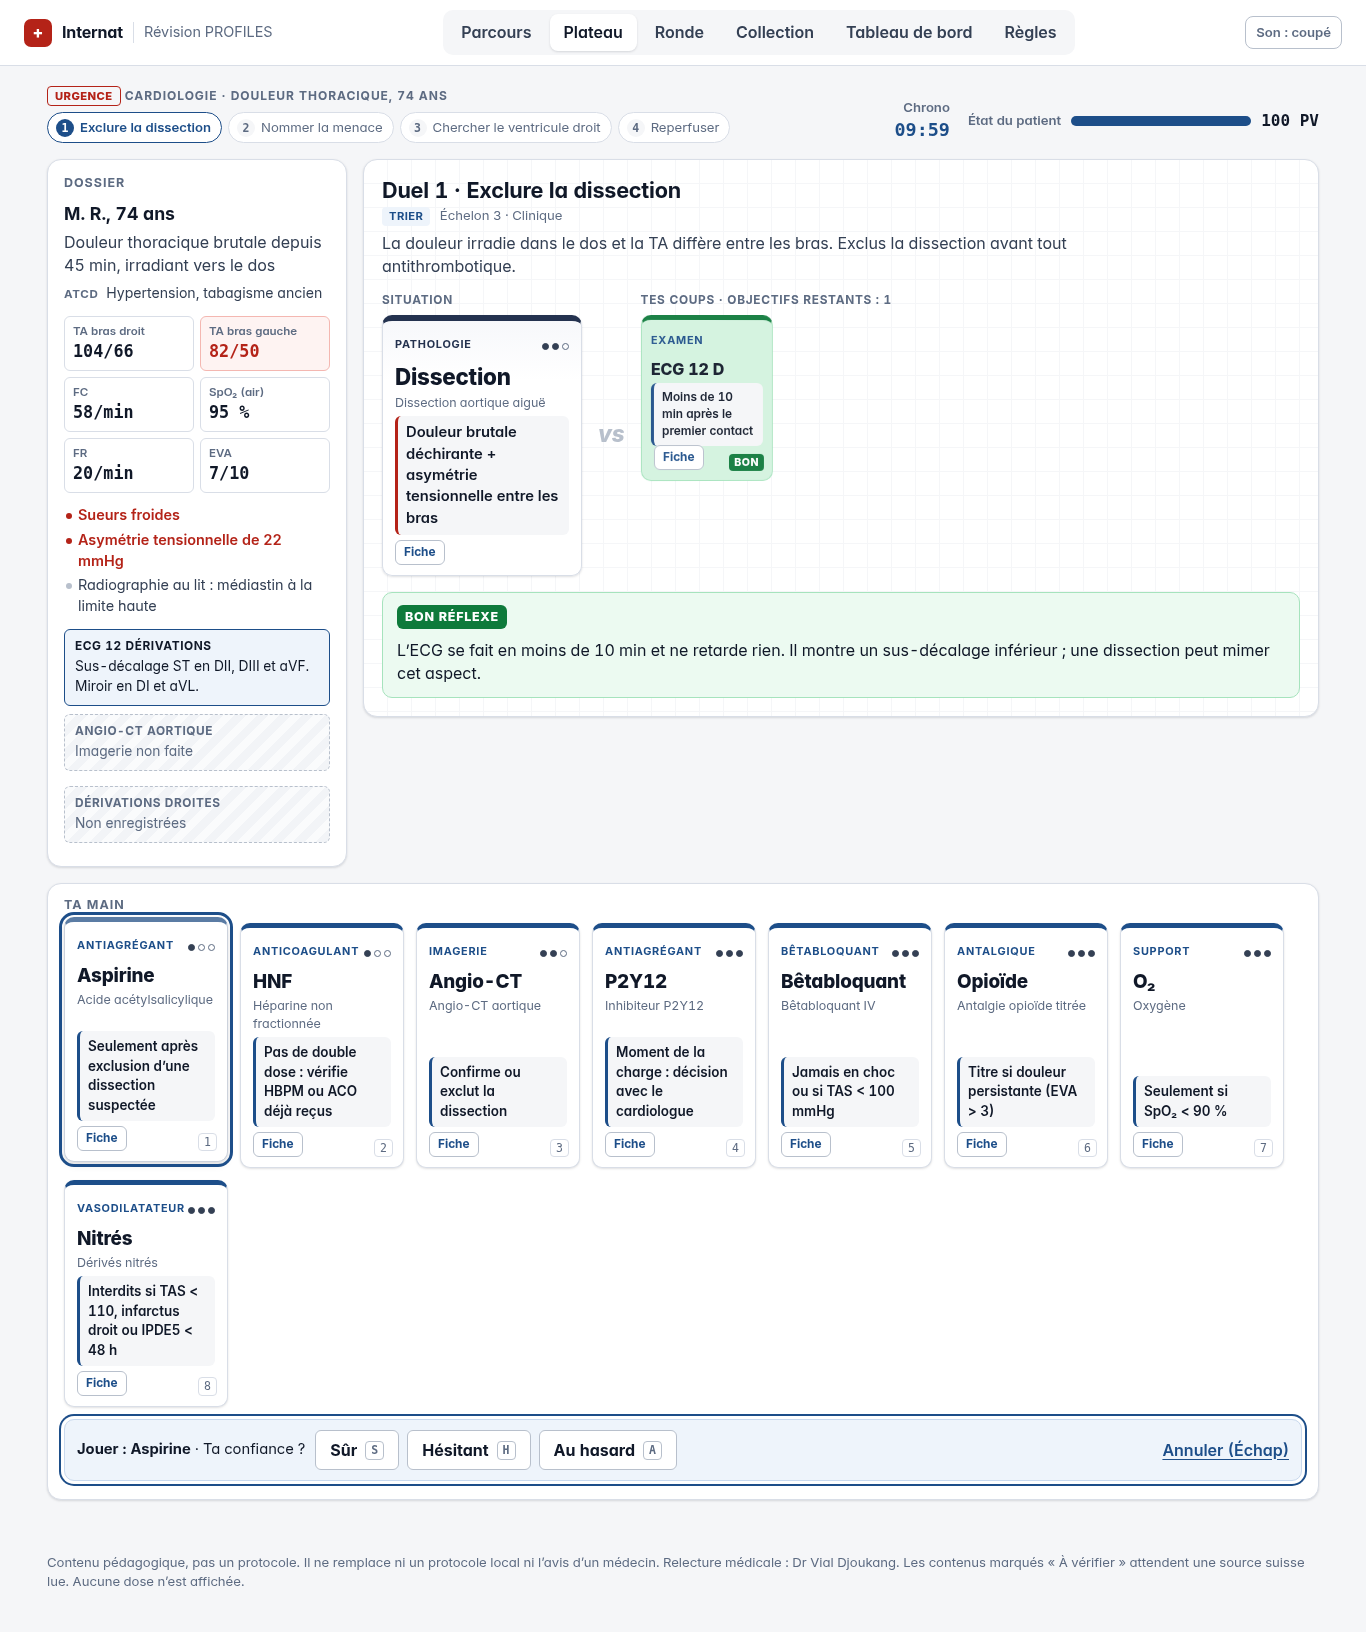 + Internat Révision PROFILES Parcours Plateau Ronde Collection Tableau de bord Règles Son : coupé
URGENCE CARDIOLOGIE · DOULEUR THORACIQUE, 74 ANS
1 Exclure la dissection 2 Nommer la menace 3 Chercher le ventricule droit 4 Reperfuser
Chrono
09:59
État du patient 100 PV
DOSSIER
M. R., 74 ans
Douleur thoracique brutale depuis
45 min, irradiant vers le dos
ATCD Hypertension, tabagisme ancien
TA bras droit
104/66
TA bras gauche
82/50
FC
58/min
SpO₂ (air)
95 %
FR
20/min
EVA
7/10
Sueurs froides
Asymétrie tensionnelle de 22
mmHg
Radiographie au lit : médiastin à la
limite haute
ECG 12 DÉRIVATIONS
Sus-décalage ST en DII, DIII et aVF.
Miroir en DI et aVL.
ANGIO-CT AORTIQUE
Imagerie non faite
DÉRIVATIONS DROITES
Non enregistrées
Duel 1 · Exclure la dissection
TRIER Échelon 3 · Clinique
La douleur irradie dans le dos et la TA diffère entre les bras. Exclus la dissection avant tout
antithrombotique.
SITUATION
PATHOLOGIE
Dissection
Dissection aortique aiguë
Douleur brutale
déchirante +
asymétrie
tensionnelle entre les
bras
Fiche
VS
TES COUPS · OBJECTIFS RESTANTS : 1
EXAMEN
ECG 12 D
Moins de 10
min après le
premier contact
Fiche
BON
BON RÉFLEXE
L’ECG se fait en moins de 10 min et ne retarde rien. Il montre un sus-décalage inférieur ; une dissection peut mimer
cet aspect.
TA MAIN
ANTIAGRÉGANT
Aspirine
Acide acétylsalicylique
Seulement après
exclusion d’une
dissection
suspectée
Fiche 1
ANTICOAGULANT
HNF
Héparine non
fractionnée
Pas de double
dose : vérifie
HBPM ou ACO
déjà reçus
Fiche 2
IMAGERIE
Angio-CT
Angio-CT aortique
Confirme ou
exclut la
dissection
Fiche 3
ANTIAGRÉGANT
P2Y12
Inhibiteur P2Y12
Moment de la
charge : décision
avec le
cardiologue
Fiche 4
BÊTABLOQUANT
Bêtabloquant
Bêtabloquant IV
Jamais en choc
ou si TAS < 100
mmHg
Fiche 5
ANTALGIQUE
Opioïde
Antalgie opioïde titrée
Titre si douleur
persistante (EVA
> 3)
Fiche 6
SUPPORT
O₂
Oxygène
Seulement si
SpO₂ < 90 %
Fiche 7
VASODILATATEUR
Nitrés
Dérivés nitrés
Interdits si TAS <
110, infarctus
droit ou IPDE5 <
48 h
Fiche 8
Jouer : Aspirine · Ta confiance ? Sûr S Hésitant H Au hasard A Annuler (Échap)
Contenu pédagogique, pas un protocole. Il ne remplace ni un protocole local ni l’avis d’un médecin. Relecture médicale : Dr Vial Djoukang. Les contenus marqués « À vérifier » attendent une source suisse
lue. Aucune dose n’est affichée.